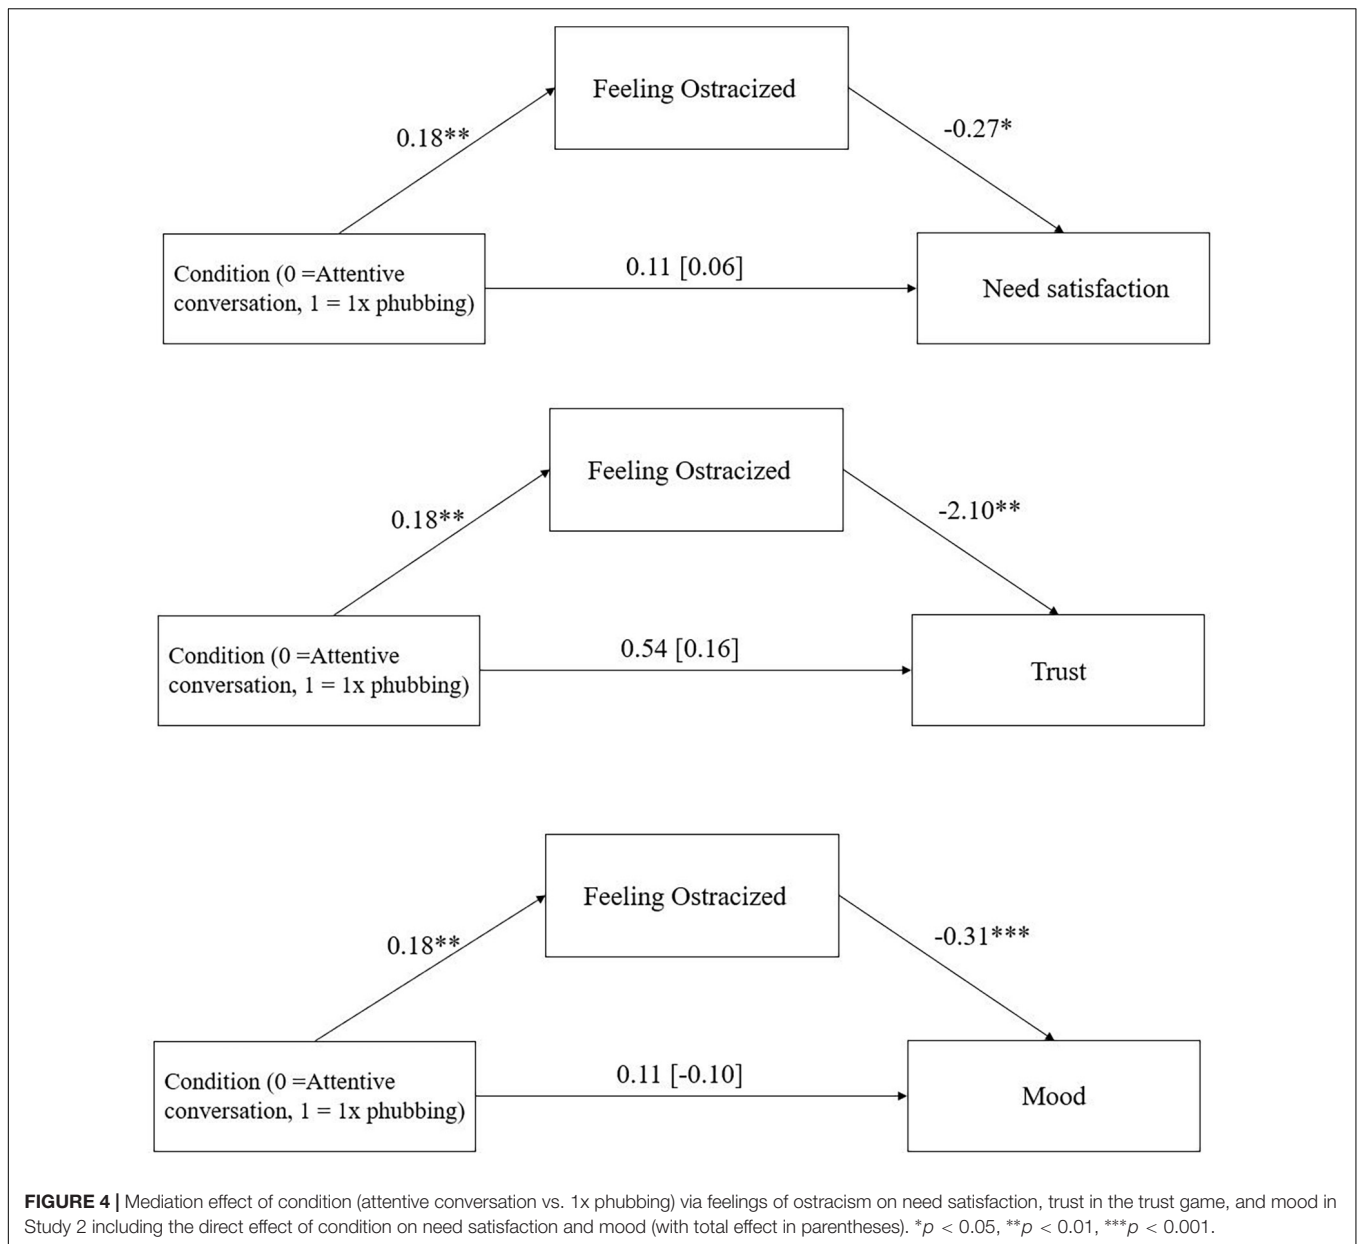 Feeling Ostracized
0.18**
-0.27*
Condition (0 =Attentive
conversation, 1 = 1x phubbing)
0.11 [0.06]
Need satisfaction
Feeling Ostracized
0.18**
-2.10**
Condition (0 =Attentive
conversation, 1 = 1x phubbing)
0.54 [0.16]
Trust
Feeling Ostracized
0.18**
-0.31***
Condition (0 =Attentive
conversation, 1 = 1x phubbing)
0.11 [-0.10]
Mood
FIGURE 4 | Mediation effect of condition (attentive conversation vs. 1x phubbing) via feelings of ostracism on need satisfaction, trust in the trust game, and mood in
Study 2 including the direct effect of condition on need satisfaction and mood (with total effect in parentheses). *p < 0.05, **p < 0.01, ***p < 0.001.